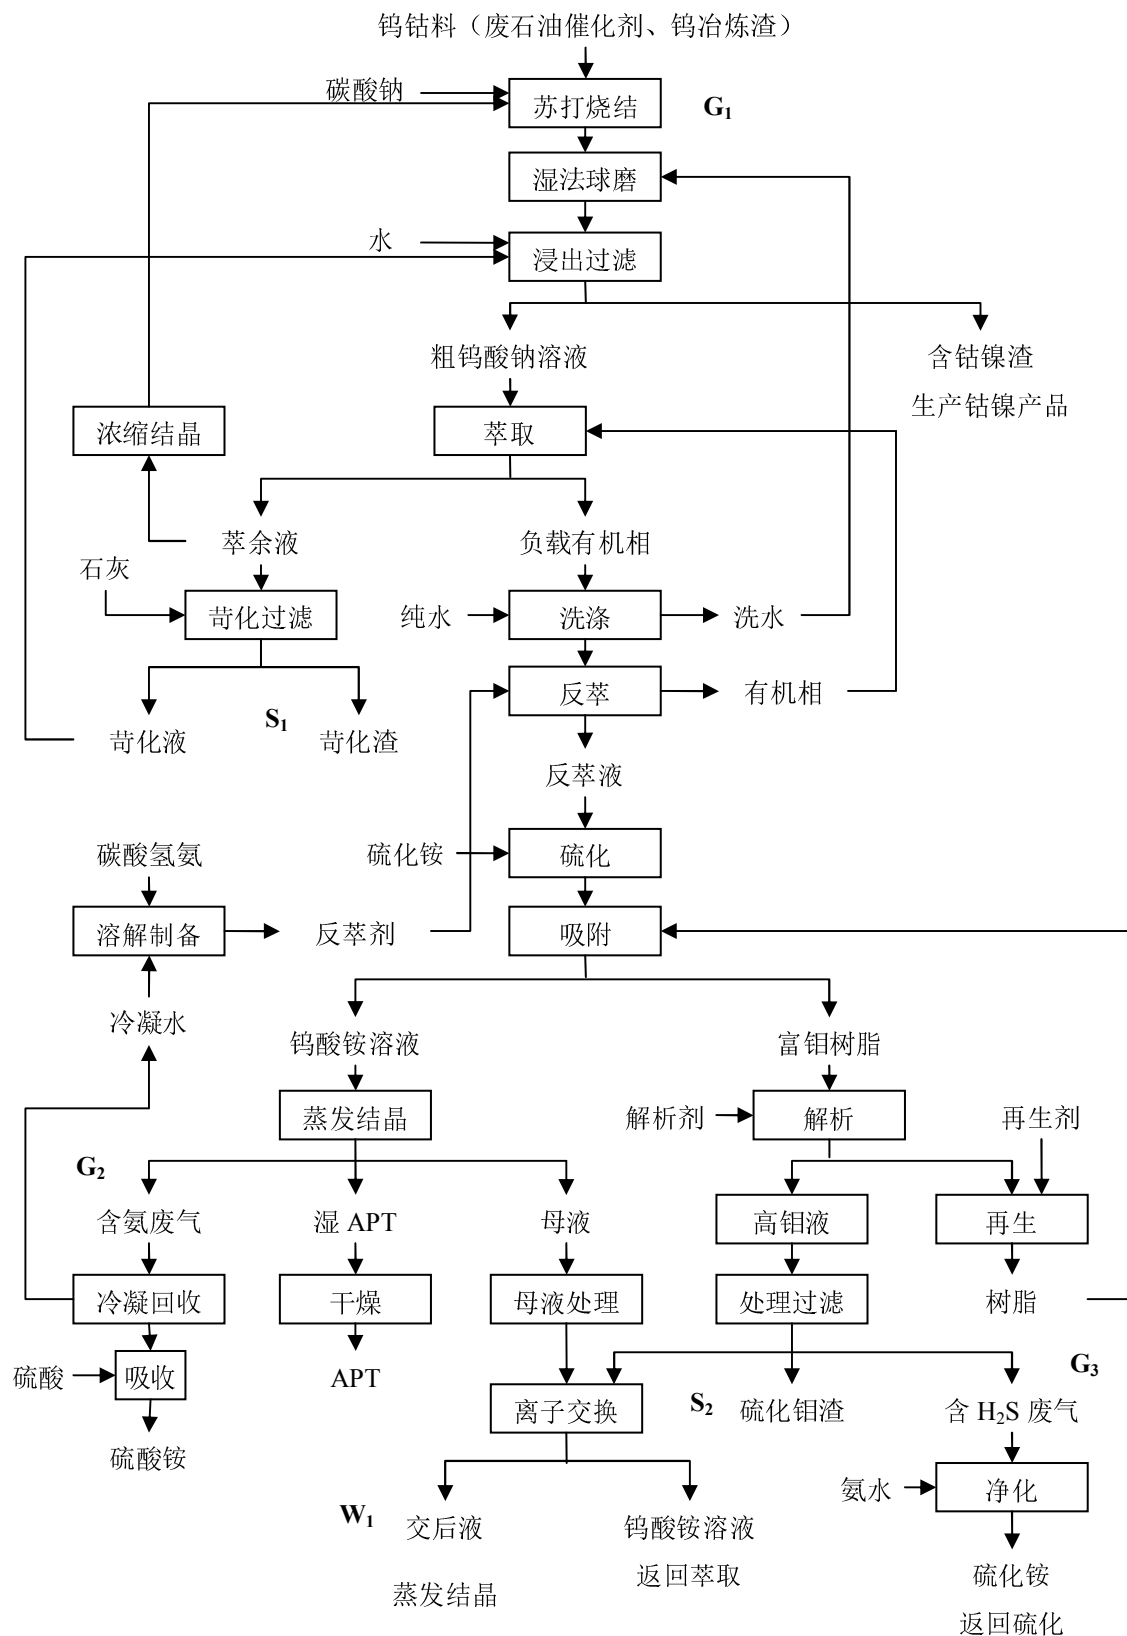 钨钴料（废石油催化剂、钨冶炼渣）
碳酸钠
苏打烧结
G₁
湿法球磨
水
浸出过滤
粗钨酸钠溶液
含钴镍渣
生产钴镍产品
浓缩结晶
萃取
萃余液
负载有机相
石灰
苛化过滤
纯水
洗涤
洗水
反萃
有机相
S₁
苛化液
苛化渣
反萃液
碳酸氢氨
硫化铵
硫化
溶解制备
反萃剂
吸附
冷凝水
钨酸铵溶液
富钼树脂
蒸发结晶
解析剂
解析
再生剂
G₂
含氨废气
湿 APT
母液
高钼液
再生
冷凝回收
干燥
母液处理
处理过滤
树脂
硫酸
吸收
APT
G₃
离子交换
S₂
硫化钼渣
含 H₂S 废气
硫酸铵
氨水
净化
W₁
交后液
钨酸铵溶液
蒸发结晶
返回萃取
硫化铵
返回硫化